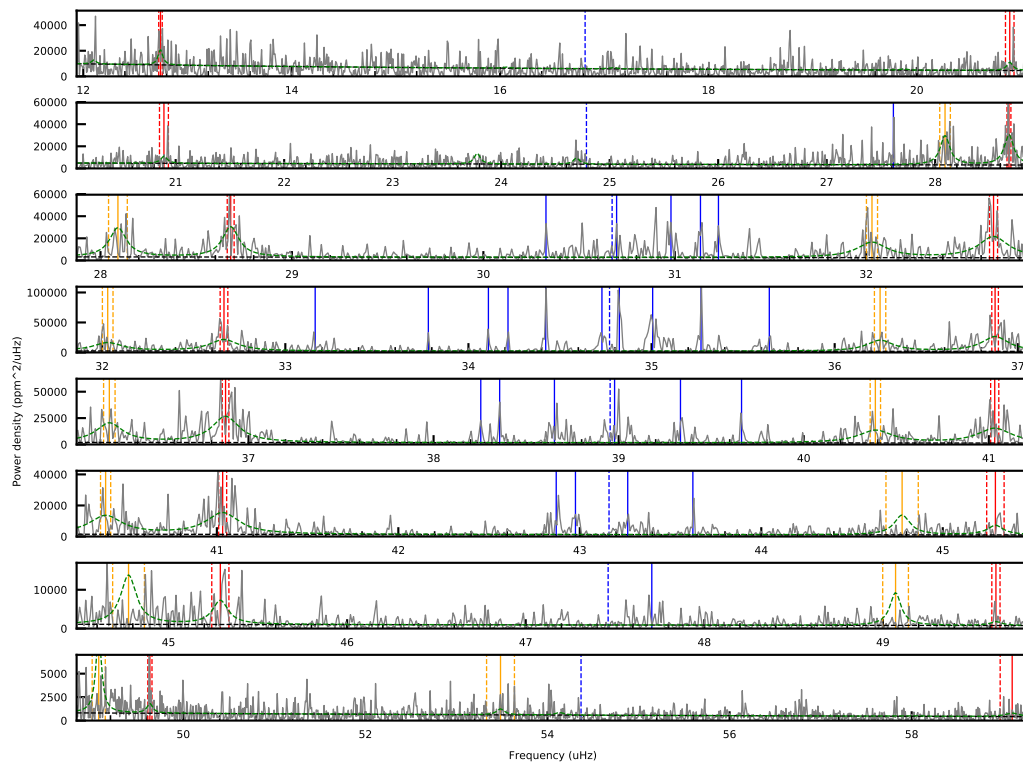 40000
20000
0
12 14 16 18 20
60000
40000
20000
0
21 22 23 24 25 26 27 28
60000
40000
20000
0
28 29 30 31 32
100000
50000
0
32 33 34 35 36 37
50000
25000
0
37 38 39 40 41
40000
20000
0
41 42 43 44 45
10000
0
45 46 47 48 49
5000
2500
0
50 52 54 56 58
Power density (ppm^2/uHz)
Frequency (uHz)